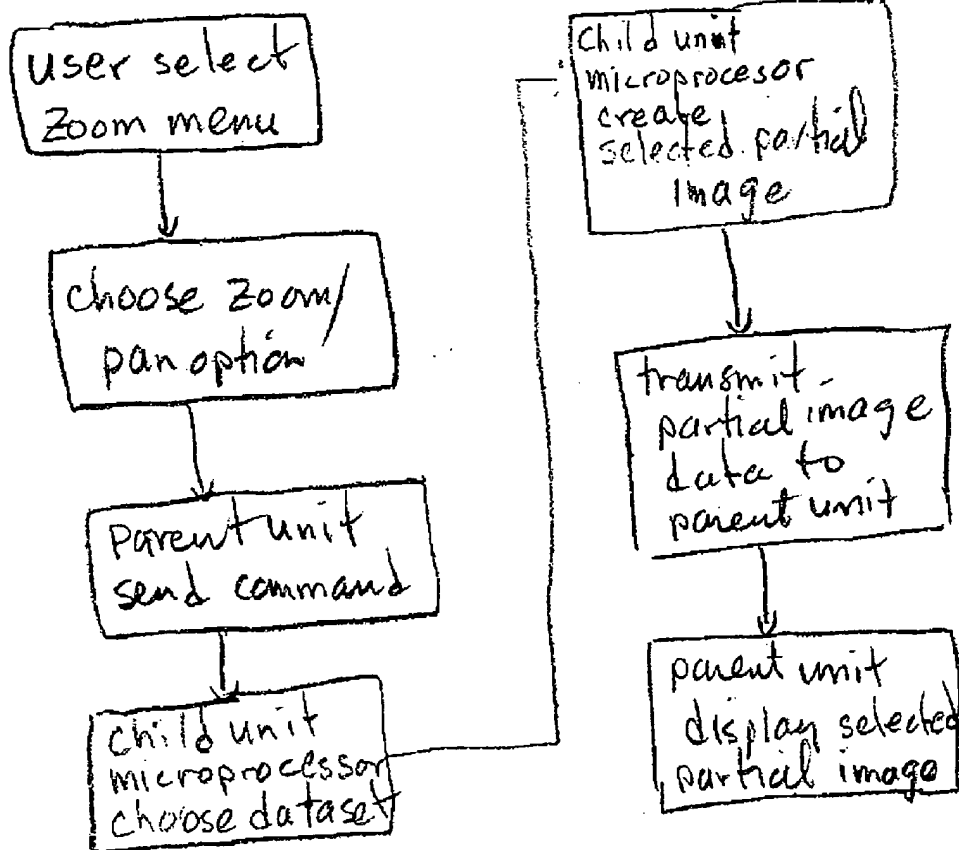 user select
Zoom menu
choose Zoom/
pan option
Parent unit
send command
child unit
microprocessor
choose dataset
Child unit
microprocesor
create
selected partial
image
transmit
partial image
data to
parent unit
parent unit
display selected
partial image